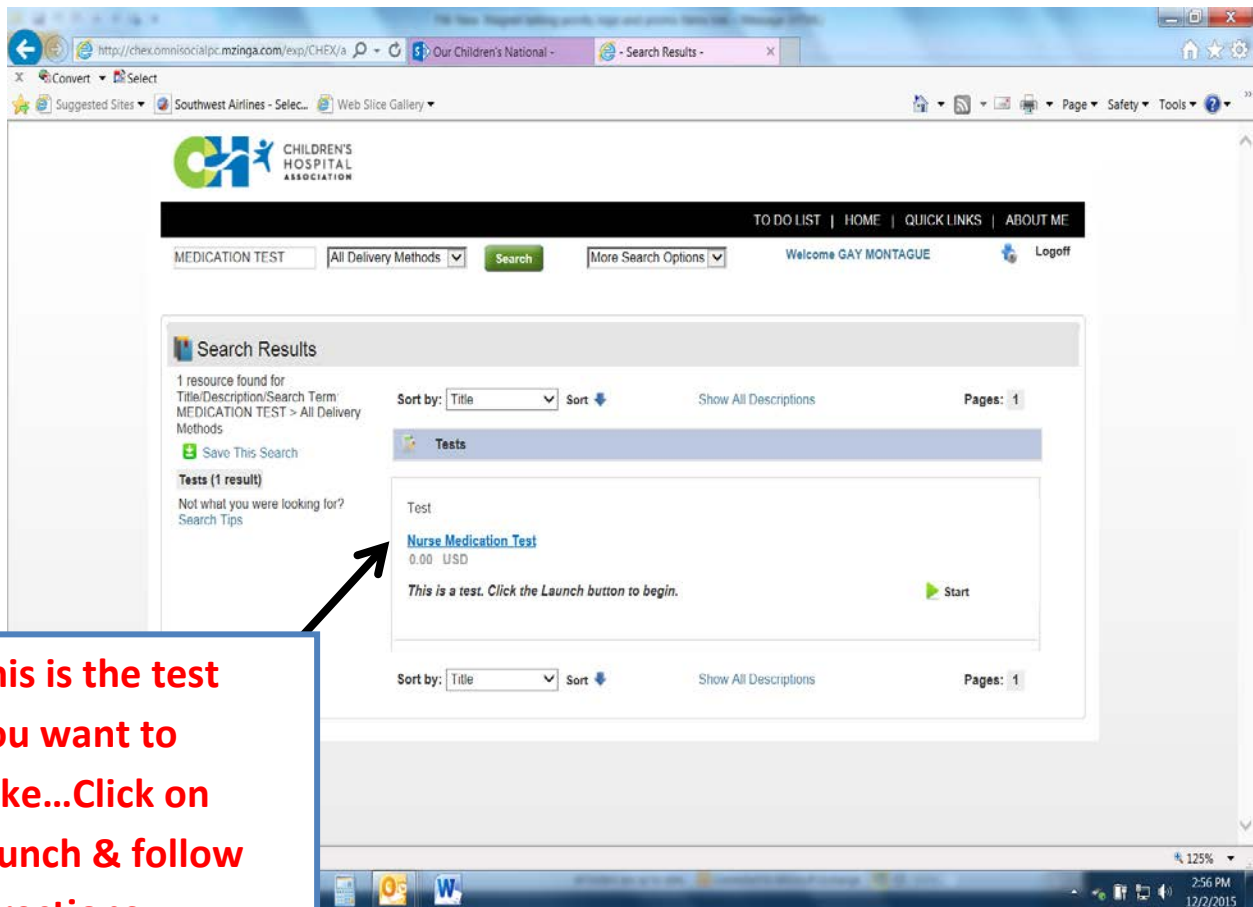 http://chex.omnisocialpc.mzinga.com/exp/CHEX/a
Our Children's National -
- Search Results -
x Convert Select
Suggested Sites Southwest Airlines - Selec... Web Slice Gallery Page Safety Tools
CHILDREN'S
HOSPITAL
ASSOCIATION
TO DO LIST | HOME | QUICK LINKS | ABOUT ME
MEDICATION TEST All Delivery Methods Search More Search Options Welcome GAY MONTAGUE Logoff
Search Results
1 resource found for
Title/Description/Search Term:
MEDICATION TEST > All Delivery
Methods
Save This Search
Tests (1 result)
Not what you were looking for?
Search Tips
Sort by: Title Sort Show All Descriptions Pages: 1
Tests
Test
Nurse Medication Test
0.00 USD
This is a test. Click the Launch button to begin.
Start
Sort by: Title Sort Show All Descriptions Pages: 1
his is the test
ou want to
ke...Click on
unch & follow
125%
2:56 PM
12/2/2015